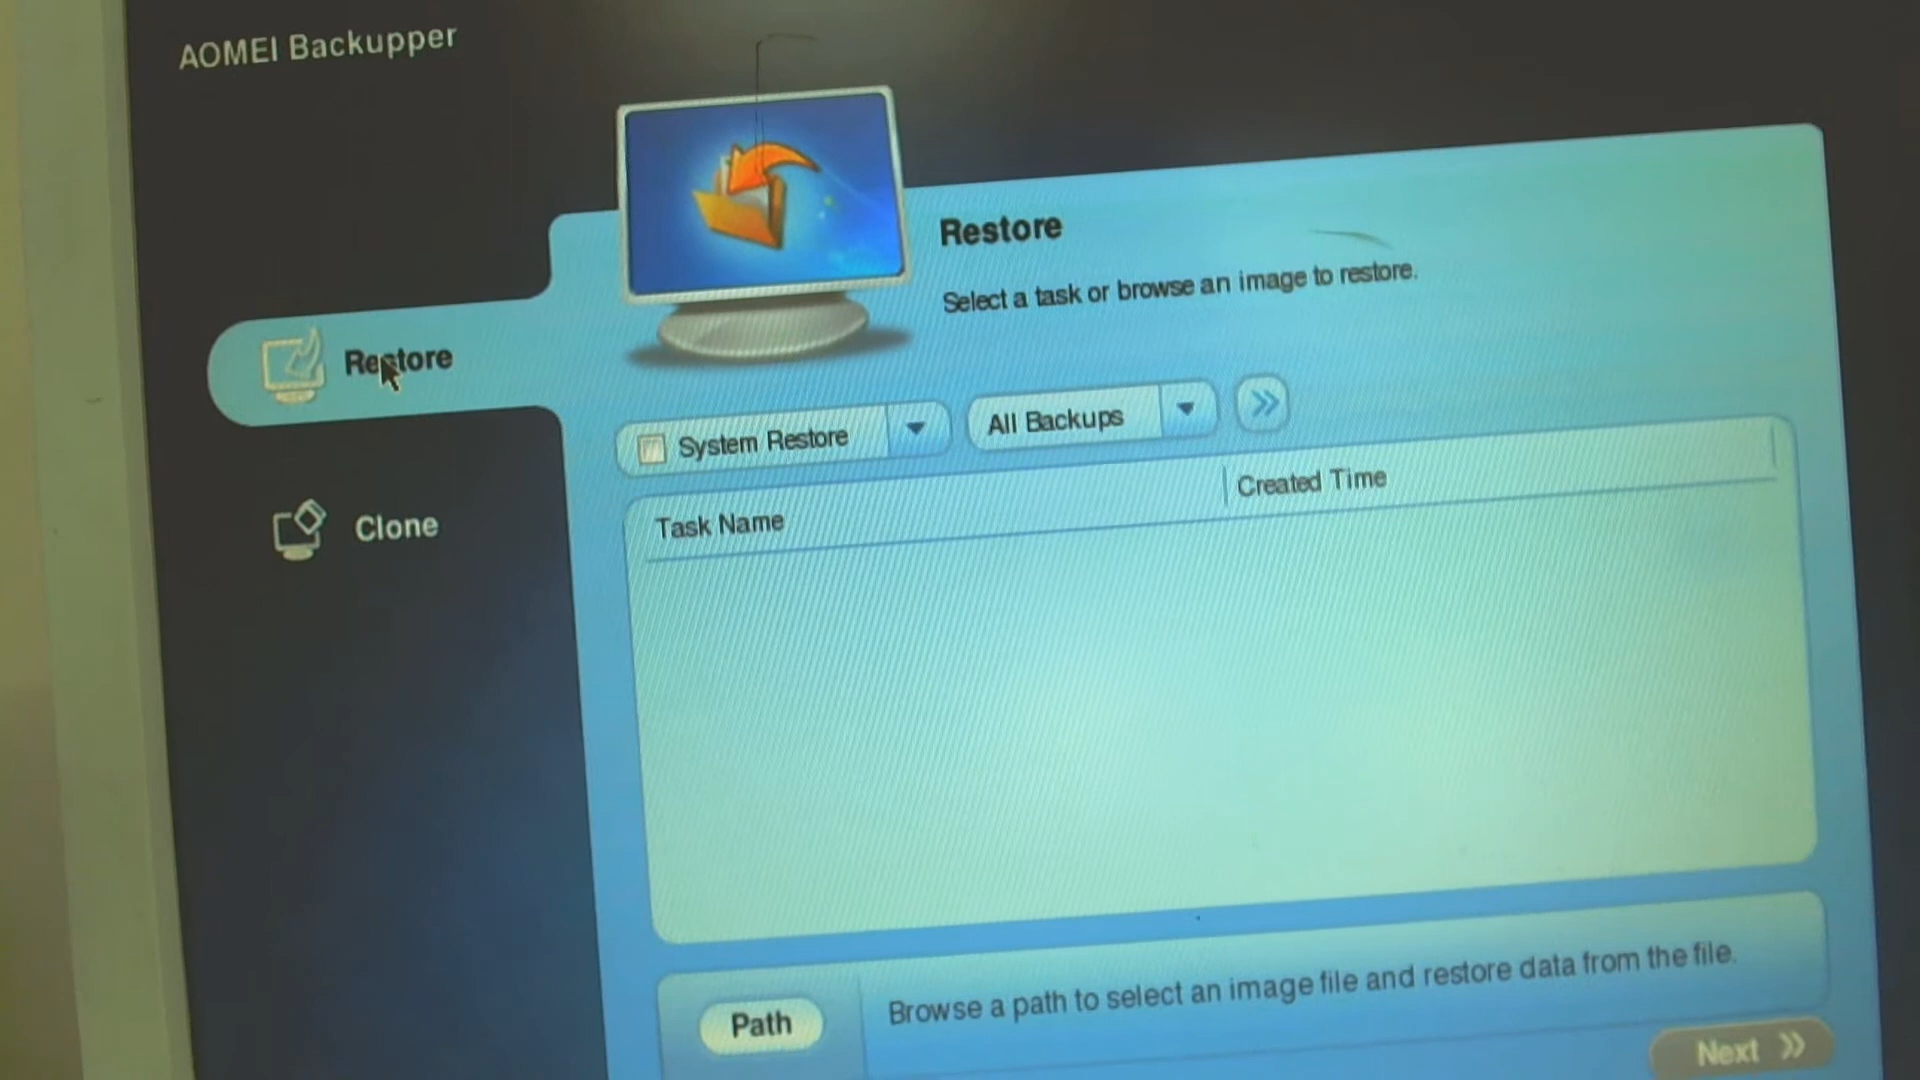 AOMEI Backupper
Restore
Select a task or browse an image to restore.
Restore
System Restore
All Backups
Task Name
Created Time
Clone
Path
Browse a path to select an image file and restore data from the file.
Next